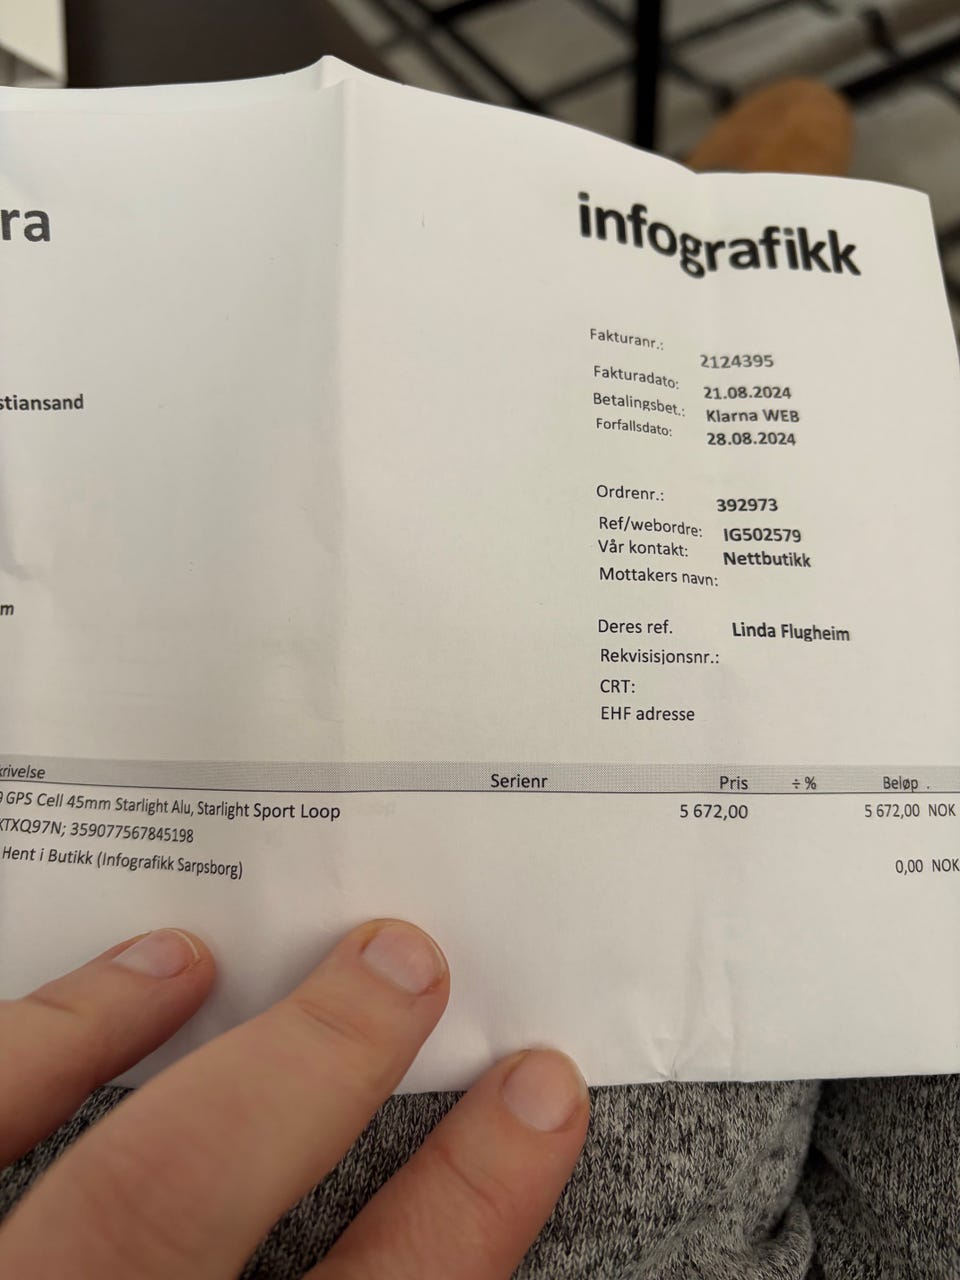 ra
infografikk
Fakturanr.: 2124395
Fakturadato: 21.08.2024
Betalingsbet.: Klarna WEB
Forfallsdato: 28.08.2024
stiansand
Ordrenr.: 392973
Ref/webordre: IG502579
Vår kontakt: Nettbutikk
Mottakers navn:
m
Deres ref. Linda Flugheim
Rekvisisjonsnr.:
CRT:
EHF adresse
krivelse Serienr Pris ÷ % Beløp .
9 GPS Cell 45mm Starlight Alu, Starlight Sport Loop 5 672,00 5 672,00 NOK
KTXQ97N; 359077567845198
Hent i Butikk (Infografikk Sarpsborg) 0,00 NOK